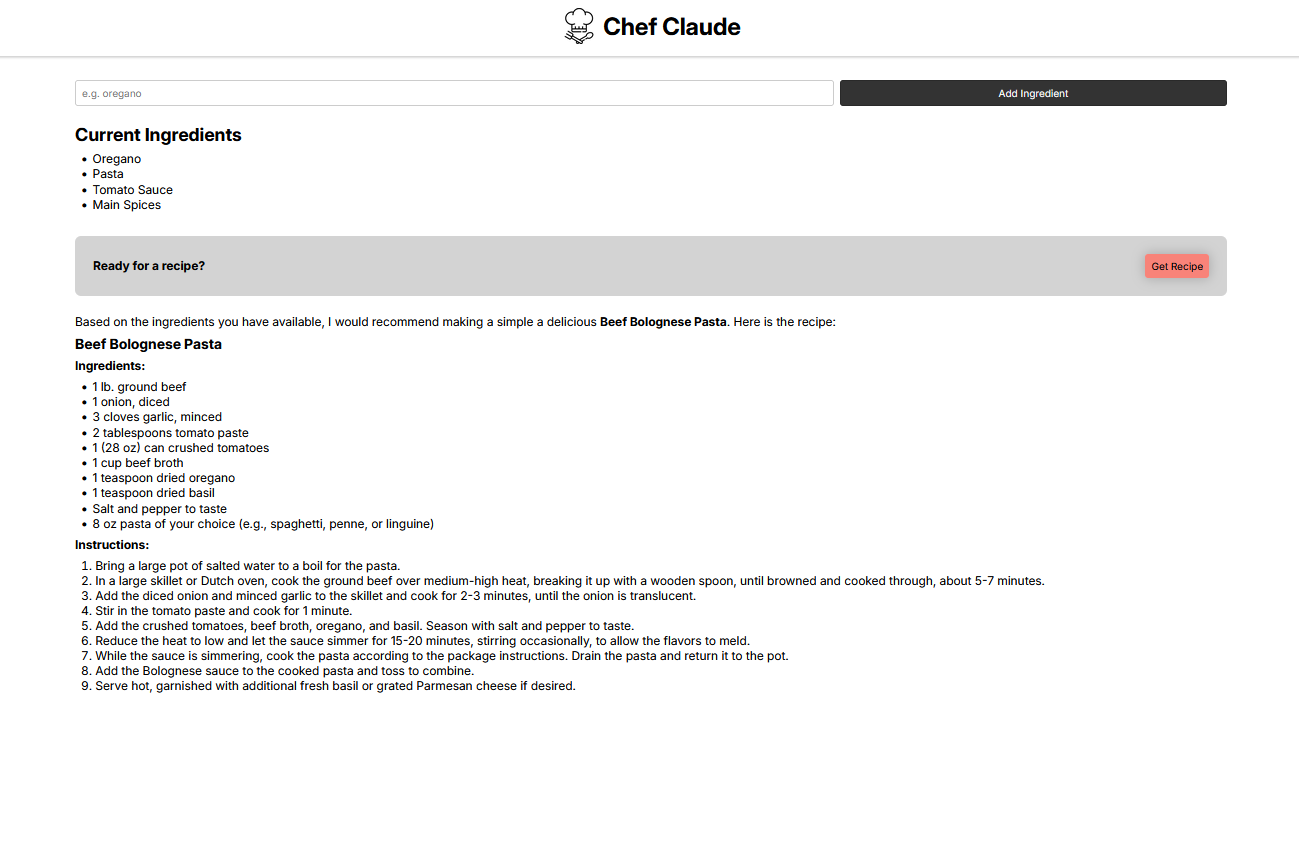 Chef Claude
e.g. oregano
Add Ingredient
Current Ingredients
• Oregano
• Pasta
• Tomato Sauce
• Main Spices
Ready for a recipe?
Get Recipe
Based on the ingredients you have available, I would recommend making a simple a delicious Beef Bolognese Pasta. Here is the recipe:
Beef Bolognese Pasta
Ingredients:
• 1 lb. ground beef
• 1 onion, diced
• 3 cloves garlic, minced
• 2 tablespoons tomato paste
• 1 (28 oz) can crushed tomatoes
• 1 cup beef broth
• 1 teaspoon dried oregano
• 1 teaspoon dried basil
• Salt and pepper to taste
• 8 oz pasta of your choice (e.g., spaghetti, penne, or linguine)
Instructions:
1. Bring a large pot of salted water to a boil for the pasta.
2. In a large skillet or Dutch oven, cook the ground beef over medium-high heat, breaking it up with a wooden spoon, until browned and cooked through, about 5-7 minutes.
3. Add the diced onion and minced garlic to the skillet and cook for 2-3 minutes, until the onion is translucent.
4. Stir in the tomato paste and cook for 1 minute.
5. Add the crushed tomatoes, beef broth, oregano, and basil. Season with salt and pepper to taste.
6. Reduce the heat to low and let the sauce simmer for 15-20 minutes, stirring occasionally, to allow the flavors to meld.
7. While the sauce is simmering, cook the pasta according to the package instructions. Drain the pasta and return it to the pot.
8. Add the Bolognese sauce to the cooked pasta and toss to combine.
9. Serve hot, garnished with additional fresh basil or grated Parmesan cheese if desired.